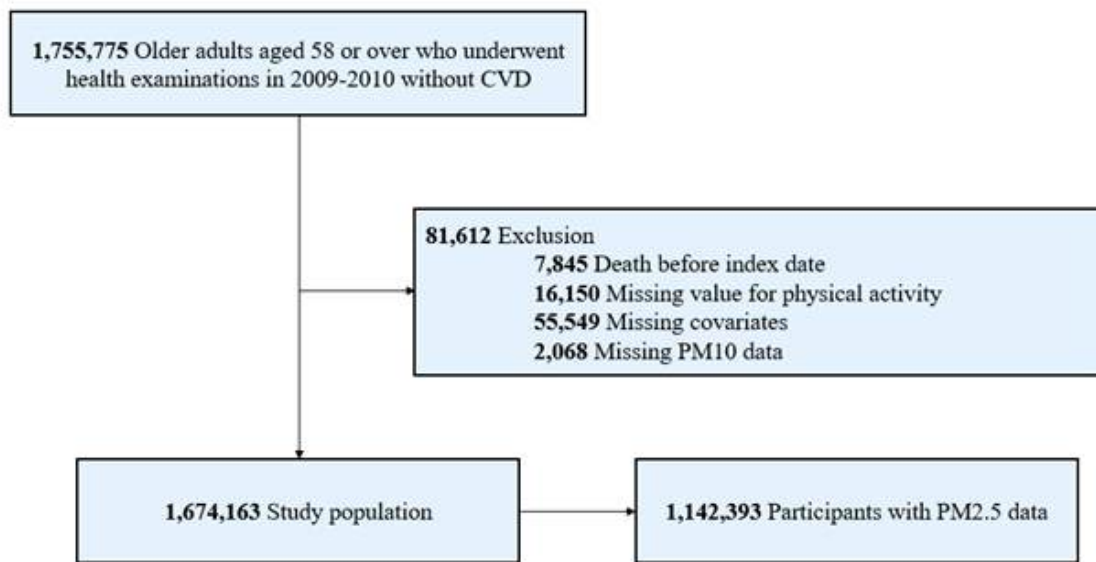 1,755,775 Older adults aged 58 or over who underwent
health examinations in 2009-2010 without CVD
81,612 Exclusion
7,845 Death before index date
16,150 Missing value for physical activity
55,549 Missing covariates
2,068 Missing PM10 data
1,674,163 Study population
1,142,393 Participants with PM2.5 data